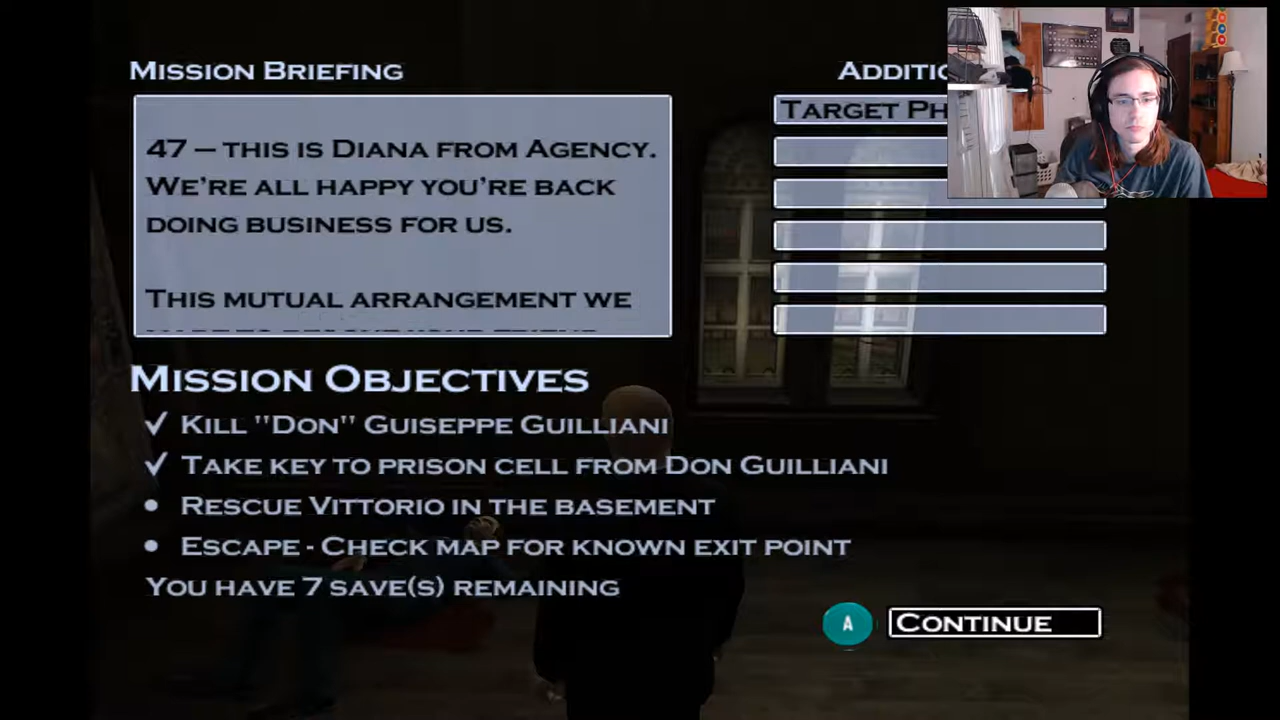 Mission Briefing
Additio
47 – this is Diana from Agency.
We're all happy you're back
doing business for us.
This mutual arrangement we
Target Ph
Mission Objectives
✓ Kill "Don" Guiseppe Guilliani
✓ Take key to prison cell from Don Guilliani
• Rescue Vittorio in the basement
• Escape - Check map for known exit point
You have 7 save(s) remaining
A Continue